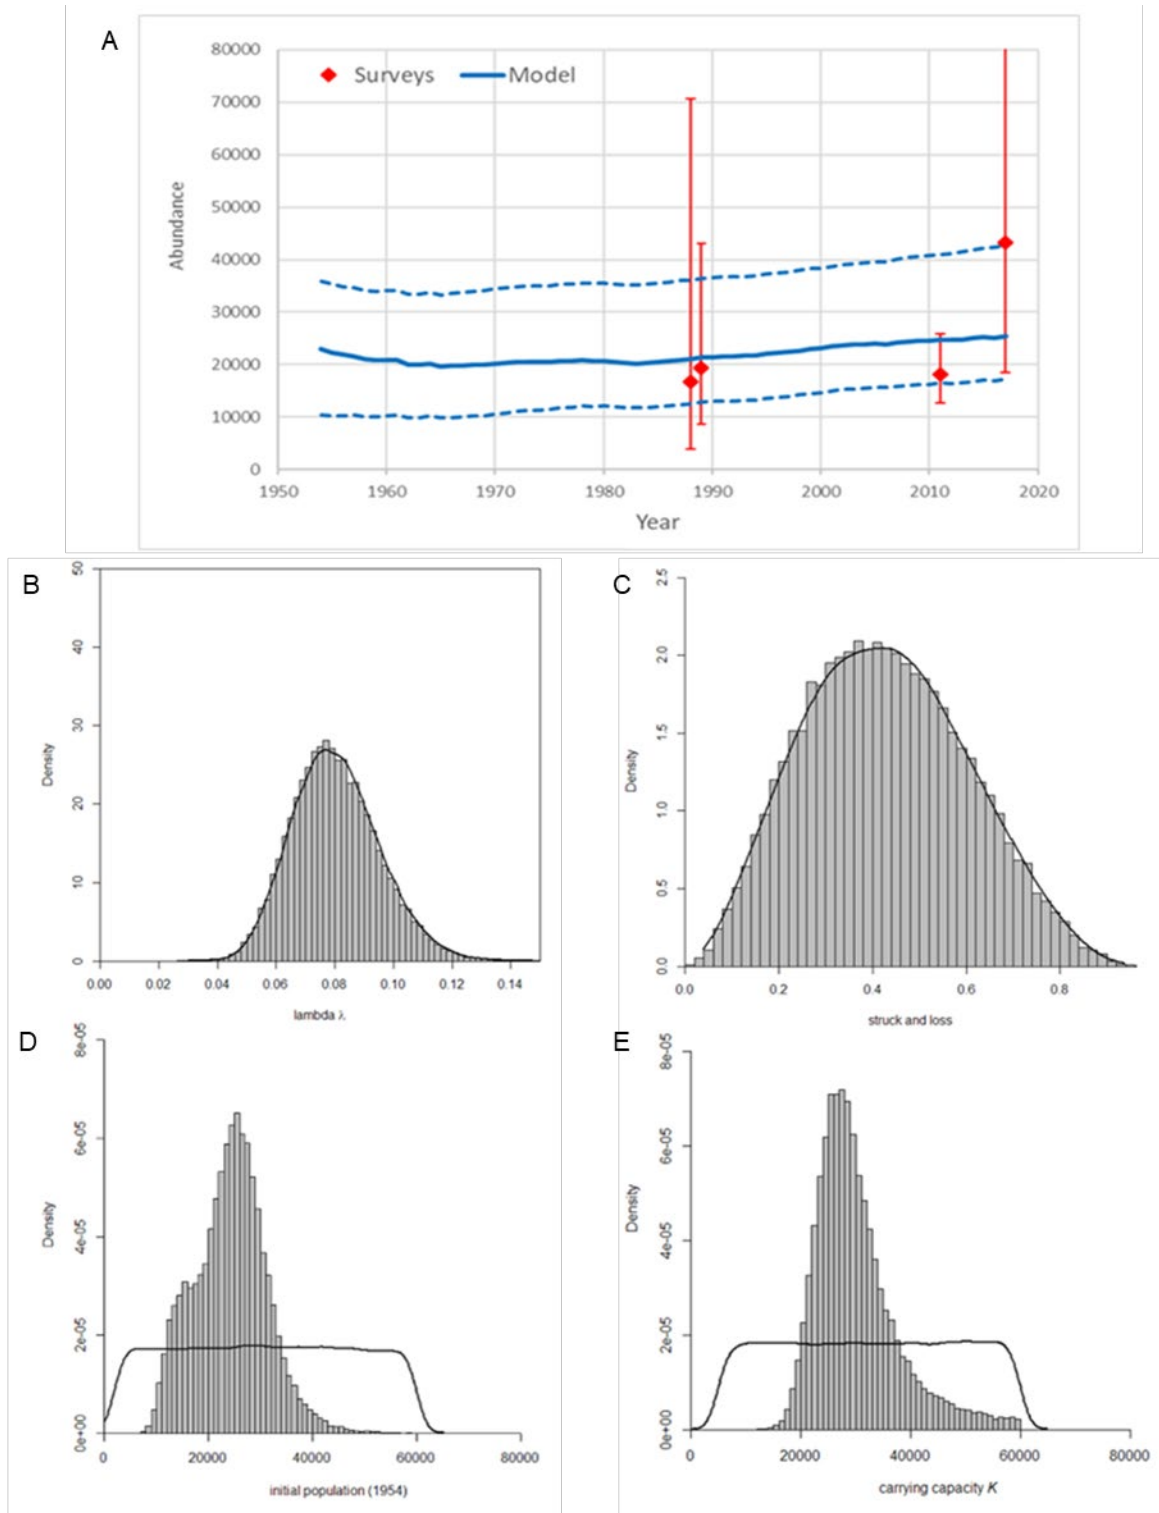 A
80000
Surveys
Model
70000
60000
50000
Abundance
40000
30000
20000
10000
0
1950 1960 1970 1980 1990 2000 2010 2020
Year
B
50
40
30
Density
20
10
0
0.00 0.02 0.04 0.06 0.08 0.10 0.12 0.14
lambda λ
C
2.5
2.0
1.5
Density
1.0
0.5
0.0
0.0 0.2 0.4 0.6 0.8
struck and loss
D
8e-05
6e-05
Density
4e-05
2e-05
0e+00
0 20000 40000 60000 80000
initial population (1954)
E
8e-05
6e-05
Density
4e-05
2e-05
0e+00
0 20000 40000 60000 80000
carrying capacity K